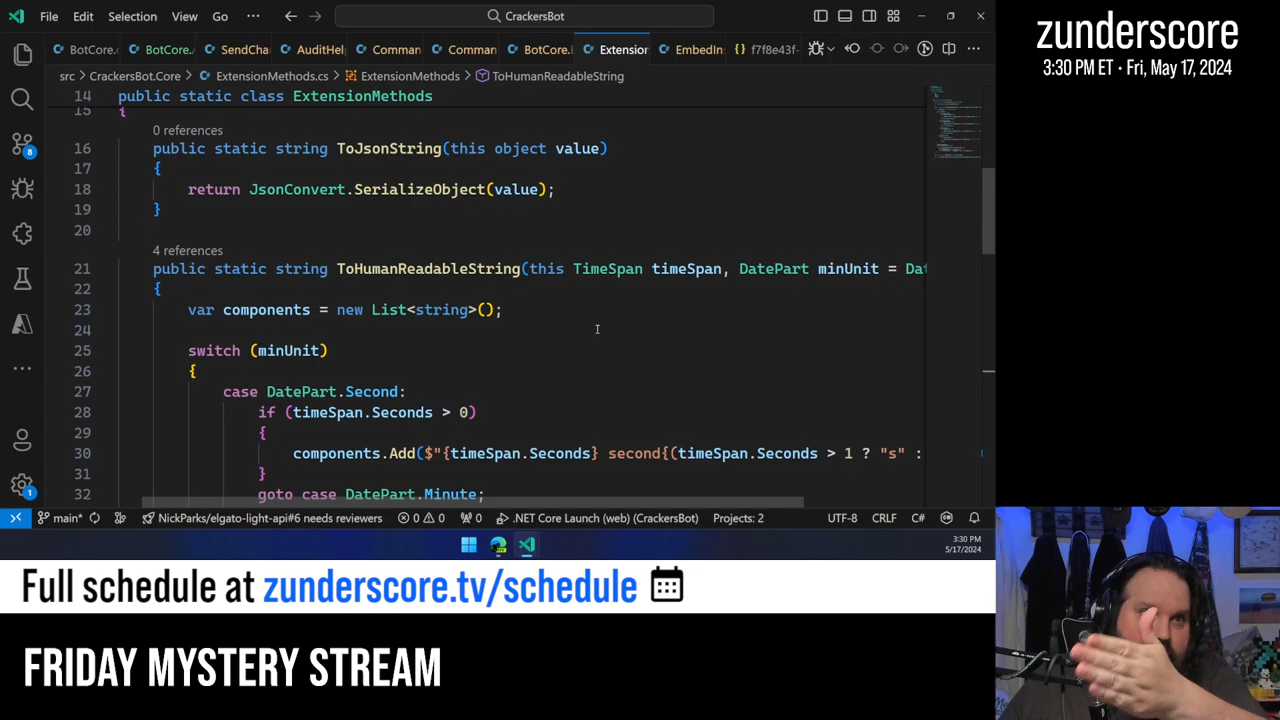 File Edit Selection View Go ··· CrackersBot
BotCore.c BotCore. SendCha AuditHel Comman Comman BotCore. Extension EmbedIn f7f8e43f-
src > CrackersBot.Core > ExtensionMethods.cs > ExtensionMethods > ToHumanReadableString
14 public static class ExtensionMethods
15 {
0 references
16 public static string ToJsonString(this object value)
17 {
18 return JsonConvert.SerializeObject(value);
19 }
20
4 references
21 public static string ToHumanReadableString(this TimeSpan timeSpan, DatePart minUnit = Dat
22 {
23 var components = new List<string>();
24
25 switch (minUnit)
26 {
27 case DatePart.Second:
28 if (timeSpan.Seconds > 0)
29 {
30 components.Add($"{timeSpan.Seconds} second{(timeSpan.Seconds > 1 ? "s" :
31 }
32 goto case DatePart.Minute;
8
1
main* NickParks/elgato-light-api#6 needs reviewers 0 0 0 .NET Core Launch (web) (CrackersBot) Projects: 2 UTF-8 CRLF C#
3:30 PM
5/17/2024
zunderscore
3:30 PM ET • Fri, May 17, 2024
Full schedule at zunderscore.tv/schedule
FRIDAY MYSTERY STREAM